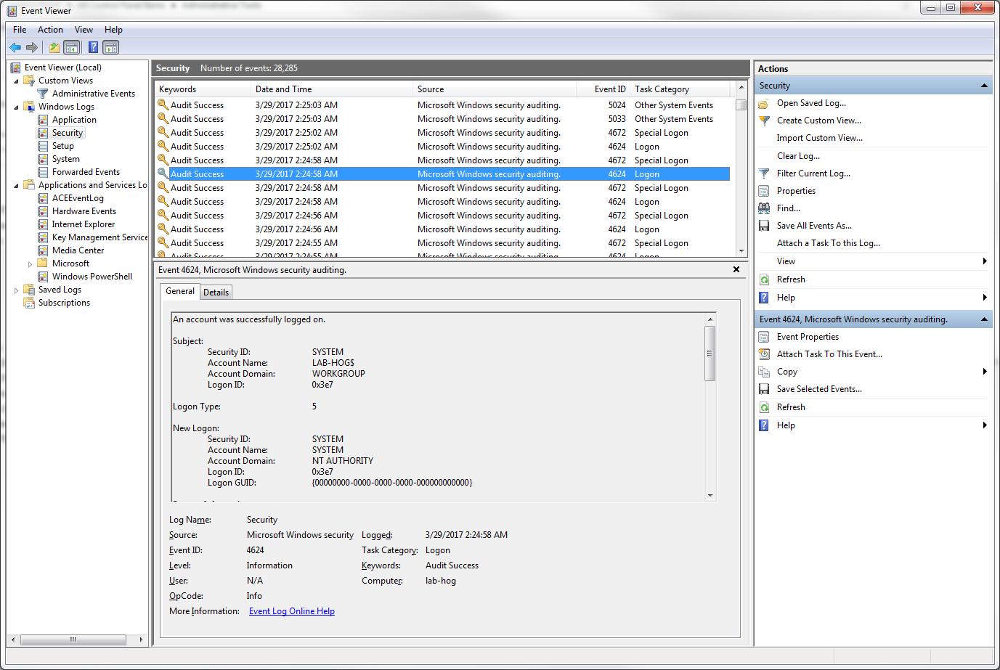 Event Viewer
File Action View Help
Event Viewer (Local)
Custom Views
Administrative Events
Windows Logs
Application
Security
Setup
System
Forwarded Events
Applications and Services Lo
ACEEventLog
Hardware Events
Internet Explorer
Key Management Service
Media Center
Microsoft
Windows PowerShell
Saved Logs
Subscriptions
Security Number of events: 28,285
Keywords Date and Time Source Event ID Task Category
Audit Success 3/29/2017 2:25:03 AM Microsoft Windows security auditing. 5024 Other System Events
Audit Success 3/29/2017 2:25:03 AM Microsoft Windows security auditing. 5033 Other System Events
Audit Success 3/29/2017 2:25:02 AM Microsoft Windows security auditing. 4672 Special Logon
Audit Success 3/29/2017 2:25:02 AM Microsoft Windows security auditing. 4624 Logon
Audit Success 3/29/2017 2:24:58 AM Microsoft Windows security auditing. 4672 Special Logon
Audit Success 3/29/2017 2:24:58 AM Microsoft Windows security auditing. 4624 Logon
Audit Success 3/29/2017 2:24:58 AM Microsoft Windows security auditing. 4672 Special Logon
Audit Success 3/29/2017 2:24:58 AM Microsoft Windows security auditing. 4624 Logon
Audit Success 3/29/2017 2:24:56 AM Microsoft Windows security auditing. 4672 Special Logon
Audit Success 3/29/2017 2:24:56 AM Microsoft Windows security auditing. 4624 Logon
Audit Success 3/29/2017 2:24:55 AM Microsoft Windows security auditing. 4672 Special Logon
Audit Success 3/29/2017 2:24:55 AM Microsoft Windows security auditing. 4624 Logon
Event 4624, Microsoft Windows security auditing.
General Details
An account was successfully logged on.
Subject:
Security ID: SYSTEM
Account Name: LAB-HOG$
Account Domain: WORKGROUP
Logon ID: 0x3e7
Logon Type: 5
New Logon:
Security ID: SYSTEM
Account Name: SYSTEM
Account Domain: NT AUTHORITY
Logon ID: 0x3e7
Logon GUID: {00000000-0000-0000-0000-000000000000}
Log Name: Security
Source: Microsoft Windows security Logged: 3/29/2017 2:24:58 AM
Event ID: 4624 Task Category: Logon
Level: Information Keywords: Audit Success
User: N/A Computer: lab-hog
OpCode: Info
More Information: Event Log Online Help
Actions
Security
Open Saved Log...
Create Custom View...
Import Custom View...
Clear Log...
Filter Current Log...
Properties
Find...
Save All Events As...
Attach a Task To this Log...
View
Refresh
Help
Event 4624, Microsoft Windows security auditing.
Event Properties
Attach Task To This Event...
Copy
Save Selected Events...
Refresh
Help